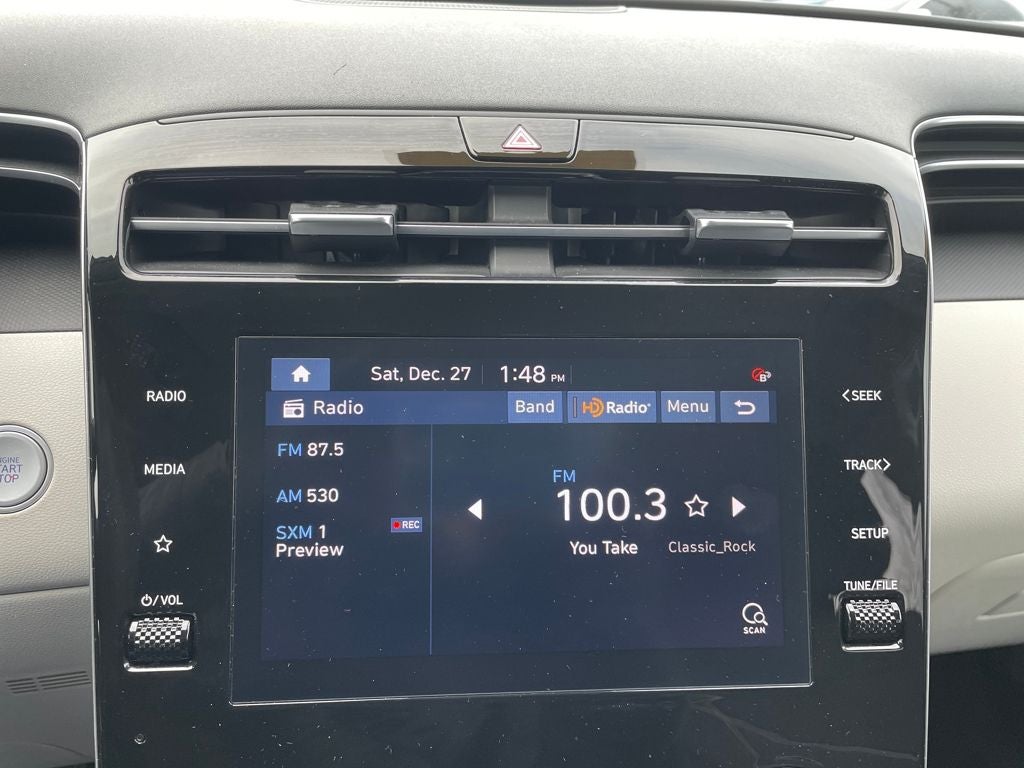 Sat, Dec. 27 1:48 PM
Radio Band HD Radio Menu
FM 87.5
AM 530
SXM 1 REC
Preview
FM
100.3
You Take Classic_Rock
SCAN
RADIO
MEDIA
/VOL
< SEEK
TRACK >
SETUP
TUNE/FILE
START
STOP